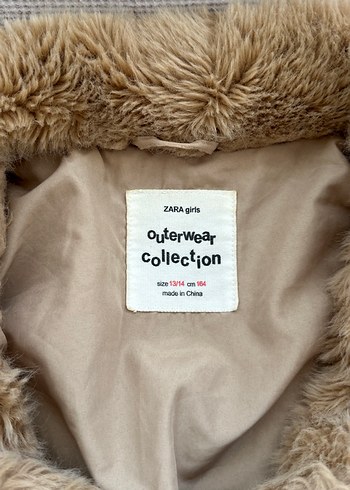 ZARA girls
outerwear
collection
size 13/14 cm 164
made in China